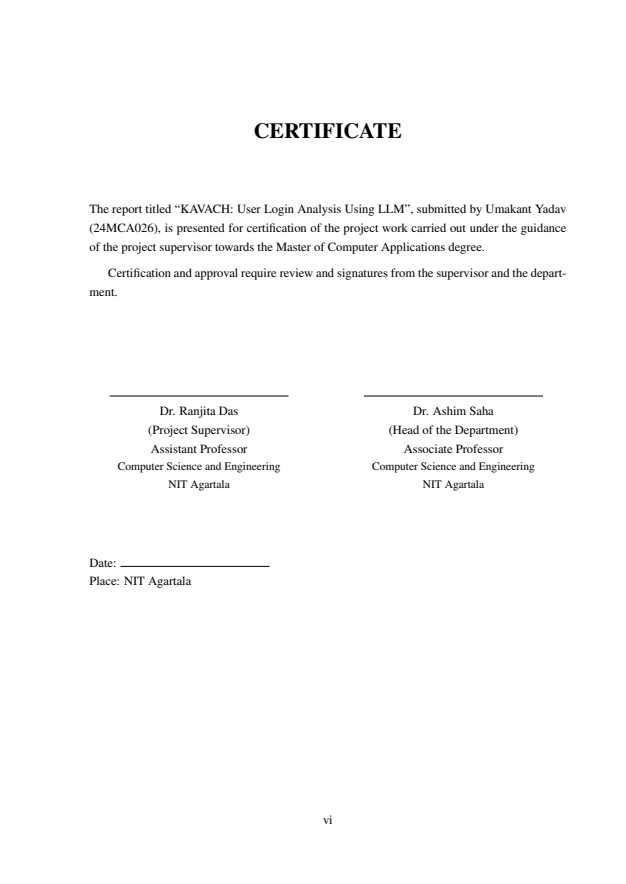 CERTIFICATE
The report titled “KAVACH: User Login Analysis Using LLM”, submitted by Umakant Yadav
(24MCA026), is presented for certification of the project work carried out under the guidance
of the project supervisor towards the Master of Computer Applications degree.
Certification and approval require review and signatures from the supervisor and the depart-
ment.
Dr. Ranjita Das
(Project Supervisor)
Assistant Professor
Computer Science and Engineering
NIT Agartala
Dr. Ashim Saha
(Head of the Department)
Associate Professor
Computer Science and Engineering
NIT Agartala
Date:
Place: NIT Agartala
vi